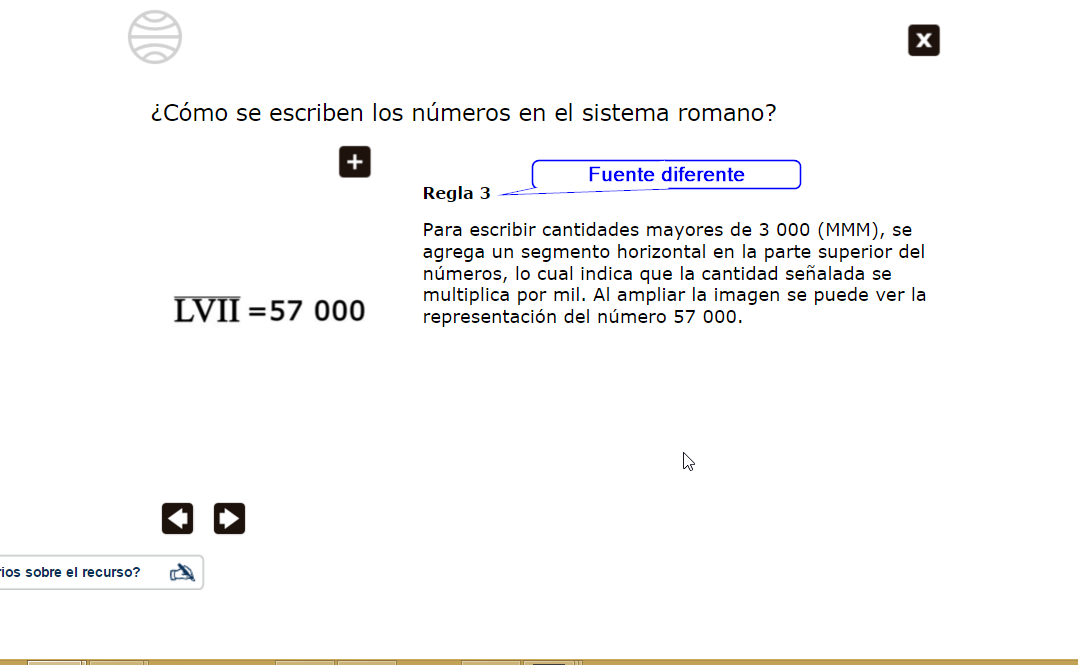 ¿Cómo se escriben los números en el sistema romano?
Fuente diferente
Regla 3
Para escribir cantidades mayores de 3 000 (MMM), se
agrega un segmento horizontal en la parte superior del
números, lo cual indica que la cantidad señalada se
multiplica por mil. Al ampliar la imagen se puede ver la
representación del número 57 000.
L̅V̅I̅I̅ =57 000
ios sobre el recurso?